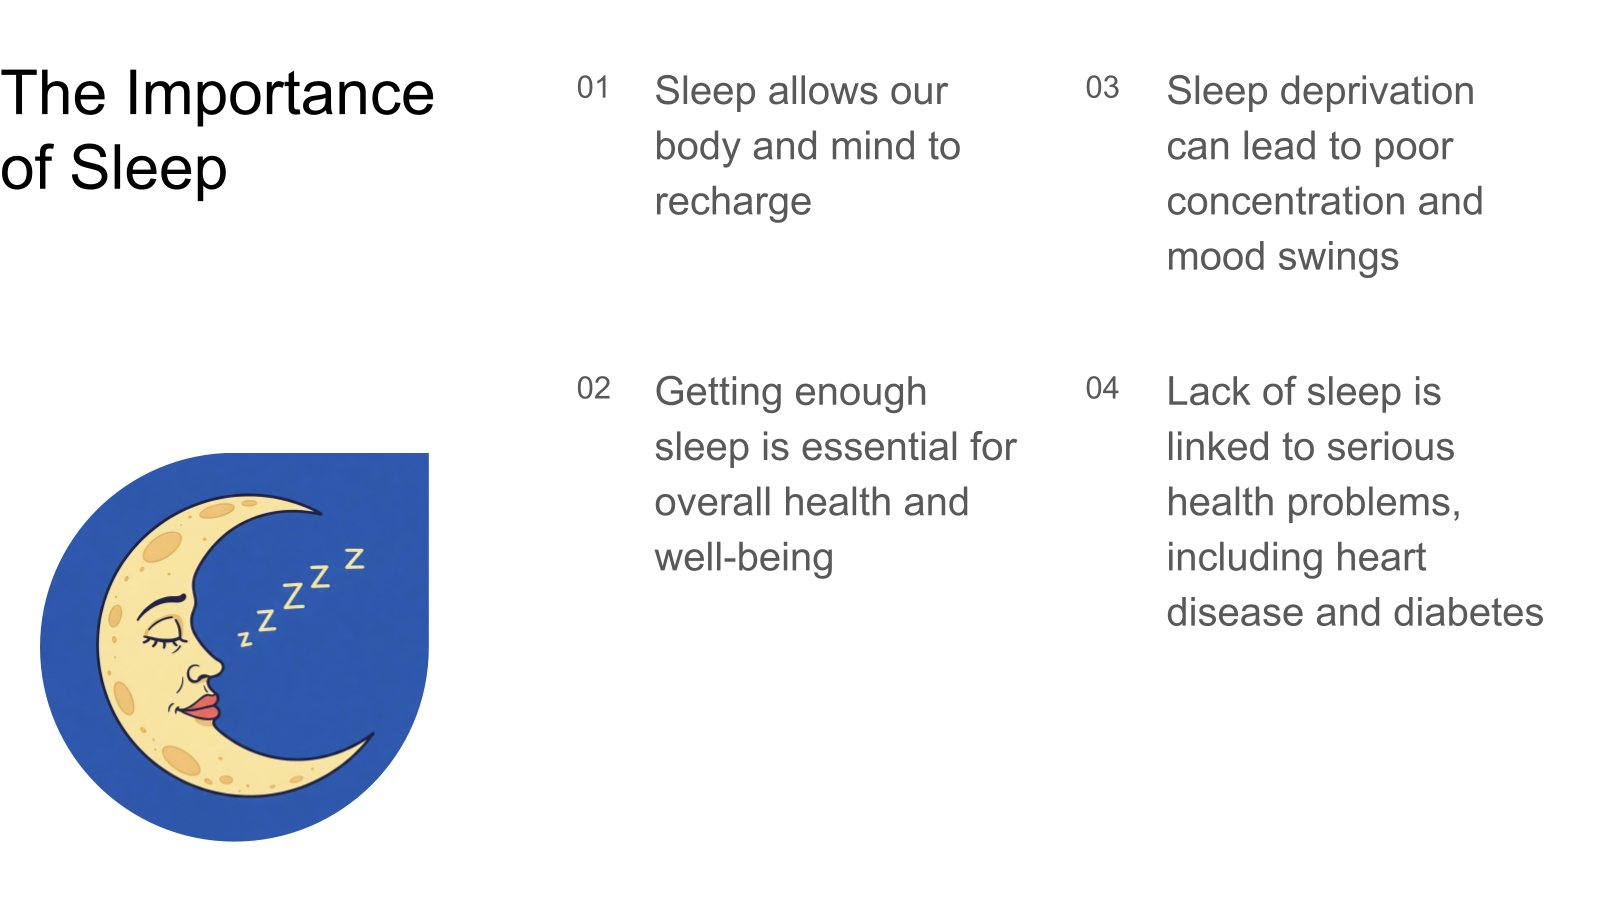 The Importance
of Sleep
01
Sleep allows our
body and mind to
recharge
02
Getting enough
sleep is essential for
overall health and
well-being
03
Sleep deprivation
can lead to poor
concentration and
mood swings
04
Lack of sleep is
linked to serious
health problems,
including heart
disease and diabetes
z z z z z